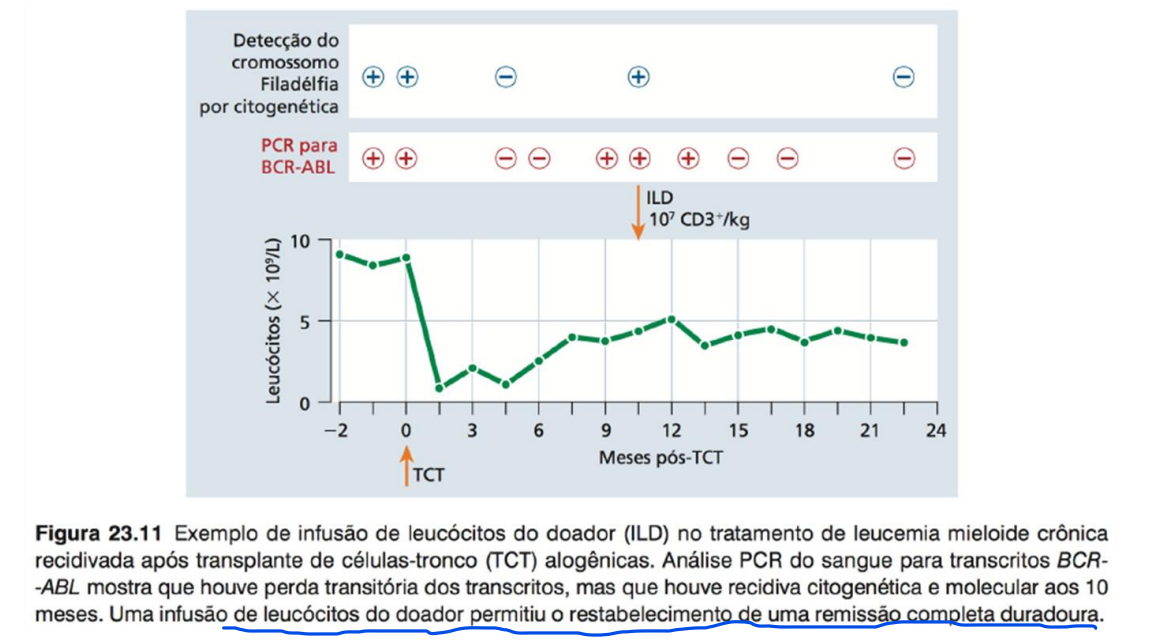 Detecção do
cromossomo
Filadélfia
por citogenética
+ + − + −
PCR para
BCR-ABL
+ + − − + + + − − −
ILD
10⁷ CD3⁺/kg
Leucócitos (× 10⁹/L)
10
5
0
−2 0 3 6 9 12 15 18 21 24
Meses pós-TCT
TCT
Figura 23.11 Exemplo de infusão de leucócitos do doador (ILD) no tratamento de leucemia mieloide crônica
recidivada após transplante de células-tronco (TCT) alogênicas. Análise PCR do sangue para transcritos BCR-
-ABL mostra que houve perda transitória dos transcritos, mas que houve recidiva citogenética e molecular aos 10
meses. Uma infusão de leucócitos do doador permitiu o restabelecimento de uma remissão completa duradoura.